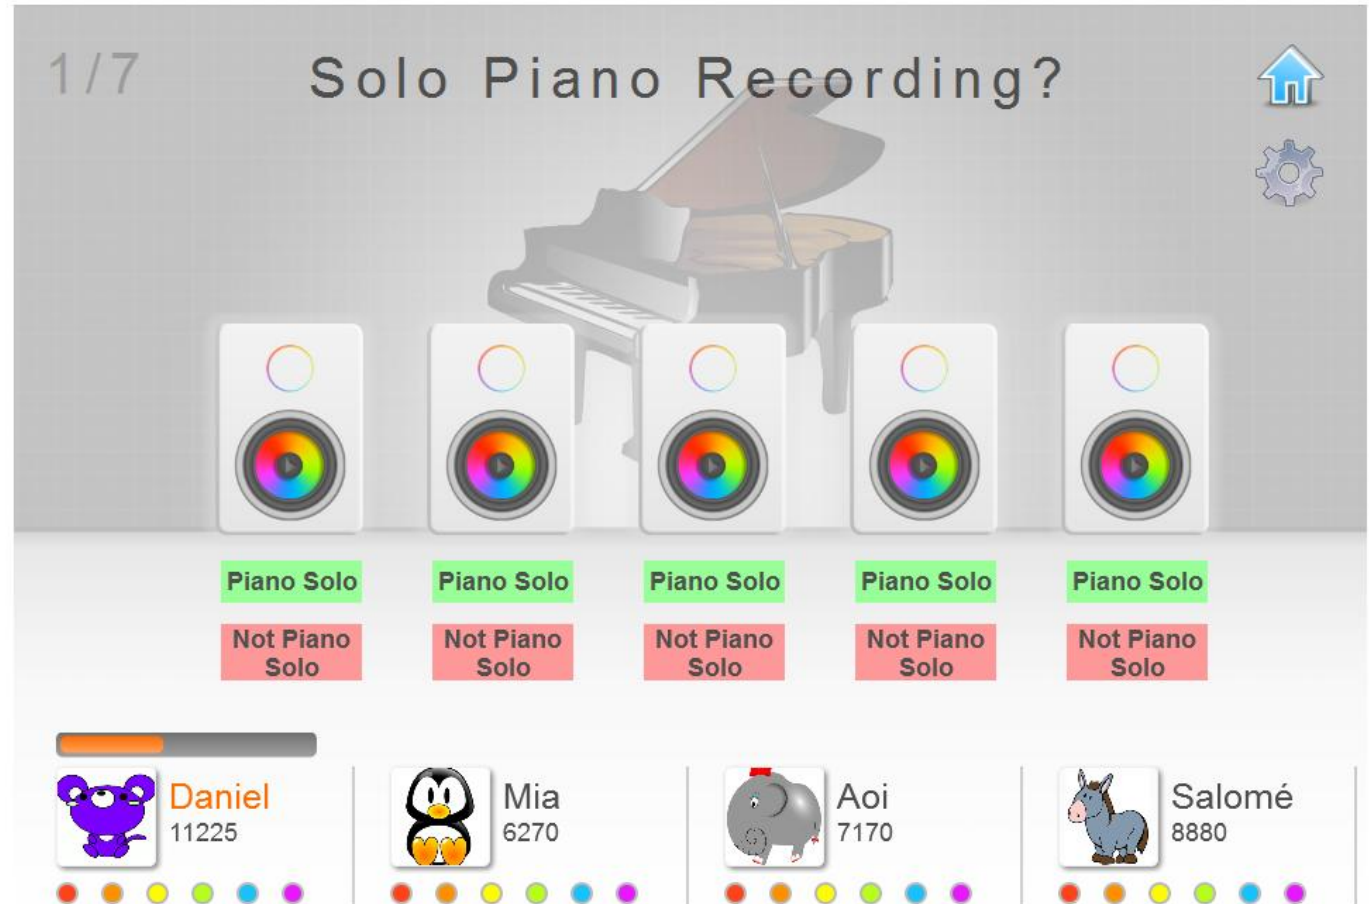 1/7
Solo Piano Recording?
Piano Solo
Piano Solo
Piano Solo
Piano Solo
Piano Solo
Not Piano
Solo
Not Piano
Solo
Not Piano
Solo
Not Piano
Solo
Not Piano
Solo
Daniel
11225
Mia
6270
Aoi
7170
Salomé
8880